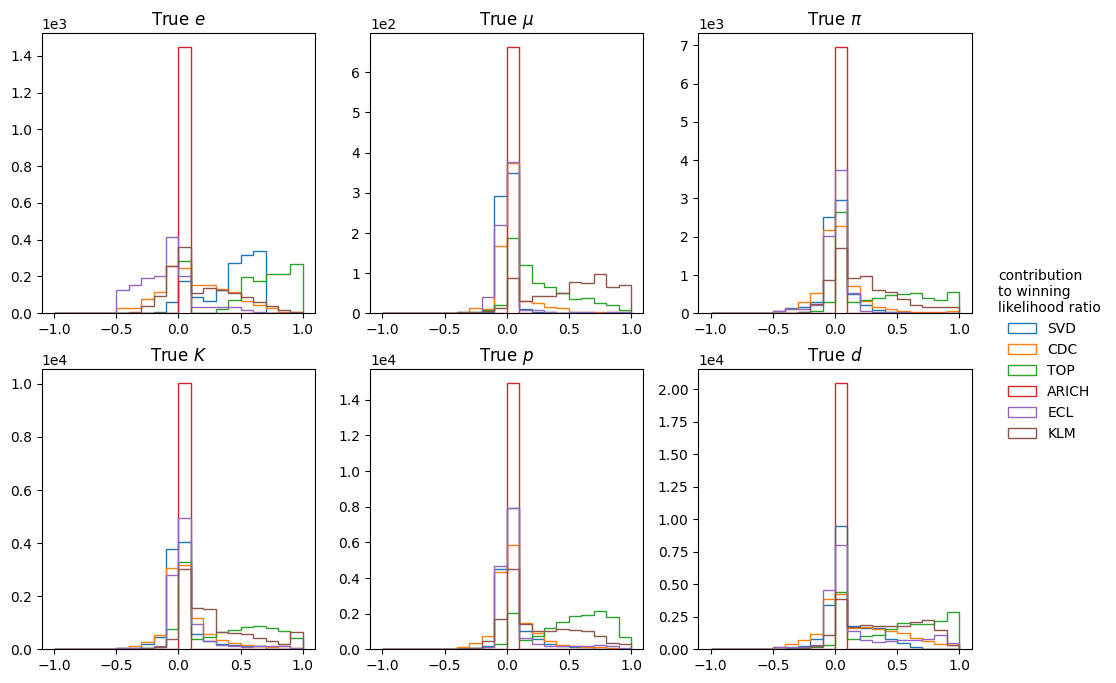 True e
1e3
1.4
1.2
1.0
0.8
0.6
0.4
0.2
0.0
−1.0 −0.5 0.0 0.5 1.0
True μ
1e2
6
5
4
3
2
1
0
−1.0 −0.5 0.0 0.5 1.0
True π
1e3
7
6
5
4
3
2
1
0
−1.0 −0.5 0.0 0.5 1.0
True K
1e4
1.0
0.8
0.6
0.4
0.2
0.0
−1.0 −0.5 0.0 0.5 1.0
True p
1e4
1.4
1.2
1.0
0.8
0.6
0.4
0.2
0.0
−1.0 −0.5 0.0 0.5 1.0
True d
1e4
2.00
1.75
1.50
1.25
1.00
0.75
0.50
0.25
0.00
−1.0 −0.5 0.0 0.5 1.0
contribution
to winning
likelihood ratio
SVD
CDC
TOP
ARICH
ECL
KLM